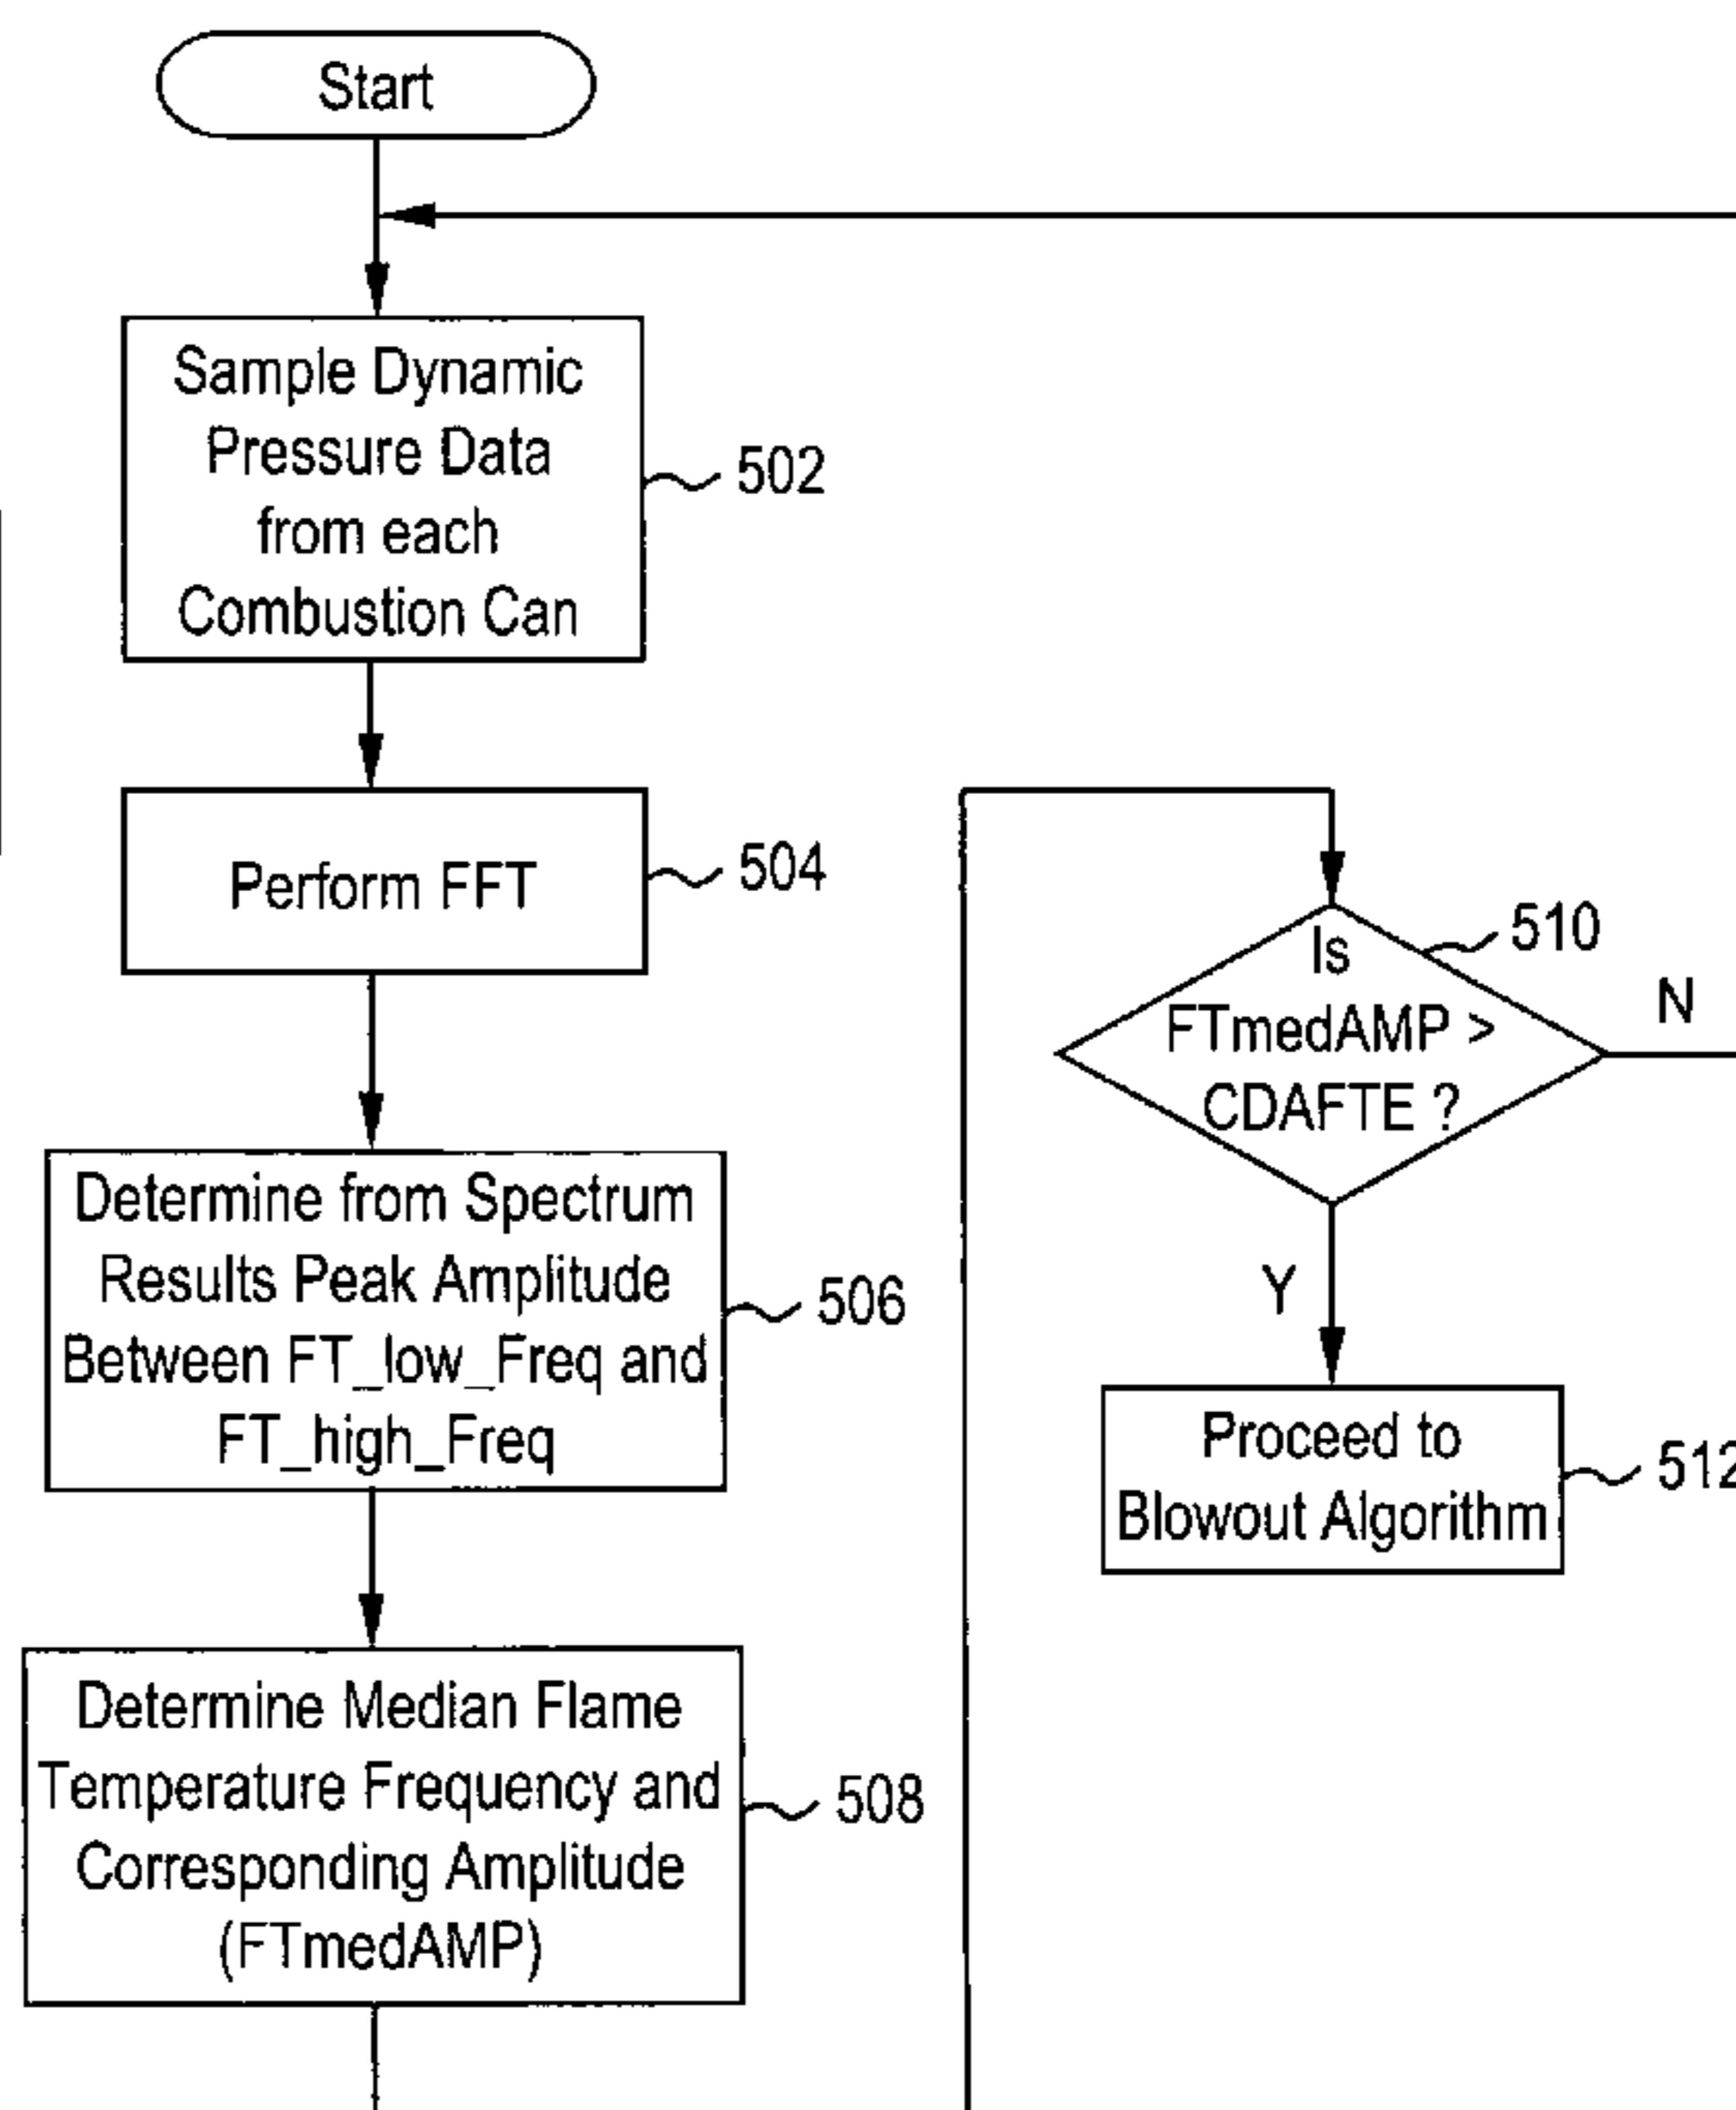 Start
Sample Dynamic
Pressure Data
from each
Combustion Can
502
Perform FFT
504
Determine from Spectrum
Results Peak Amplitude
Between FT_low_Freq and
FT_high_Freq
506
Determine Median Flame
Temperature Frequency and
Corresponding Amplitude
(FTmedAMP)
508
Is
FTmedAMP >
CDAFTE ?
510
N
Y
Proceed to
Blowout Algorithm
512